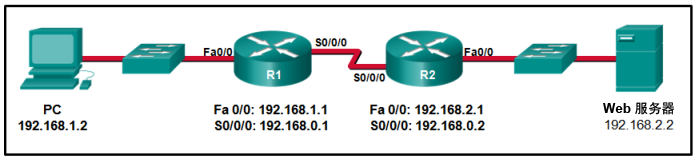 Fa0/0
S0/0/0
R1
S0/0/0
R2
Fa0/0
PC
192.168.1.2
Fa 0/0: 192.168.1.1
S0/0/0: 192.168.0.1
Fa 0/0: 192.168.2.1
S0/0/0: 192.168.0.2
Web 服务器
192.168.2.2